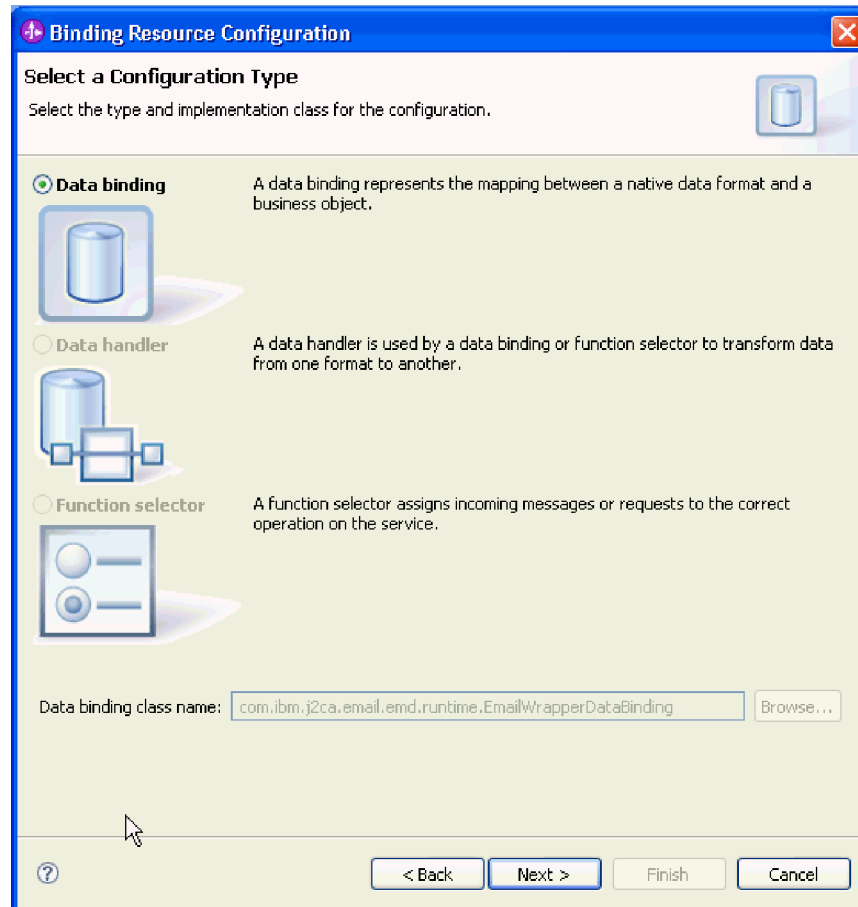 Binding Resource Configuration
Select a Configuration Type
Select the type and implementation class for the configuration.
Data binding
A data binding represents the mapping between a native data format and a
business object.
Data handler
A data handler is used by a data binding or function selector to transform data
from one format to another.
Function selector
A function selector assigns incoming messages or requests to the correct
operation on the service.
Data binding class name: com.ibm.j2ca.email.emd.runtime.EmailWrapperDataBinding Browse...
? < Back Next > Finish Cancel